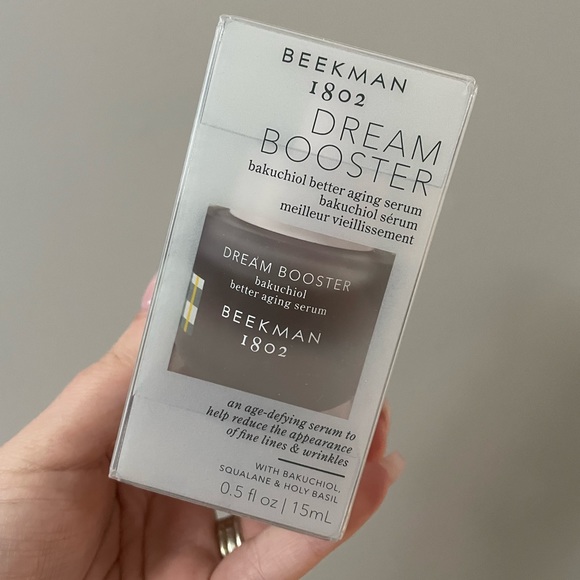 BEEKMAN
1802
DREAM
BOOSTER
bakuchiol better aging serum
bakuchiol sérum
meilleur vieillissement
DREAM BOOSTER
bakuchiol
better aging serum
BEEKMAN
1802
an age-defying serum to
help reduce the appearance
of fine lines & wrinkles
WITH BAKUCHIOL,
SQUALANE & HOLY BASIL
0.5 fl oz | 15mL